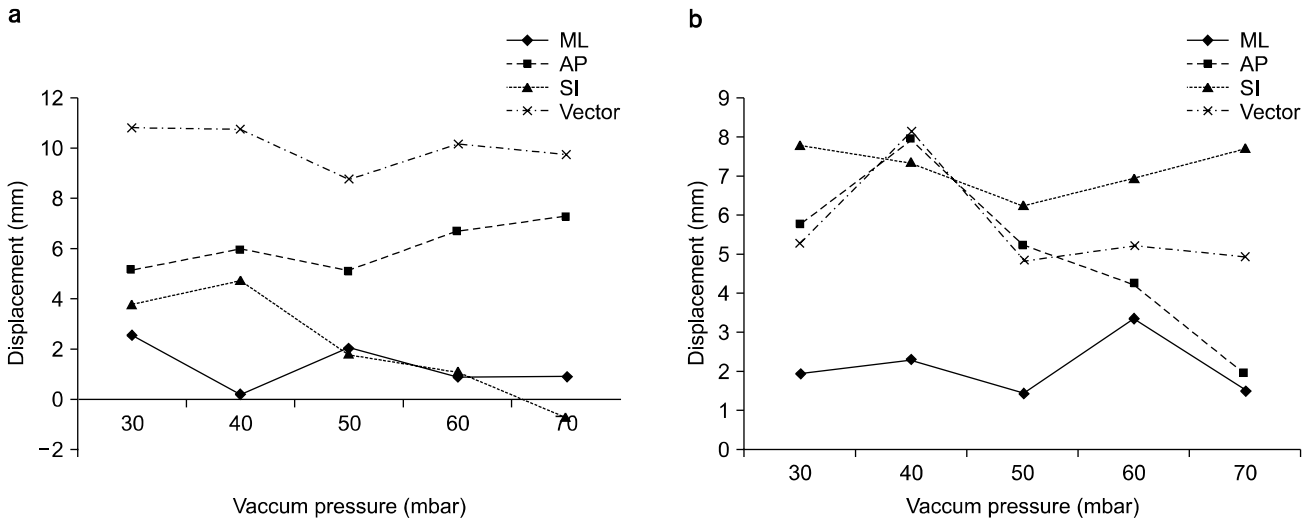 a
ML
AP
SI
Vector
12
10
8
6
4
2
0
−2
30 40 50 60 70
Displacement (mm)
Vaccum pressure (mbar)
b
ML
AP
SI
Vector
9
8
7
6
5
4
3
2
1
0
30 40 50 60 70
Displacement (mm)
Vaccum pressure (mbar)